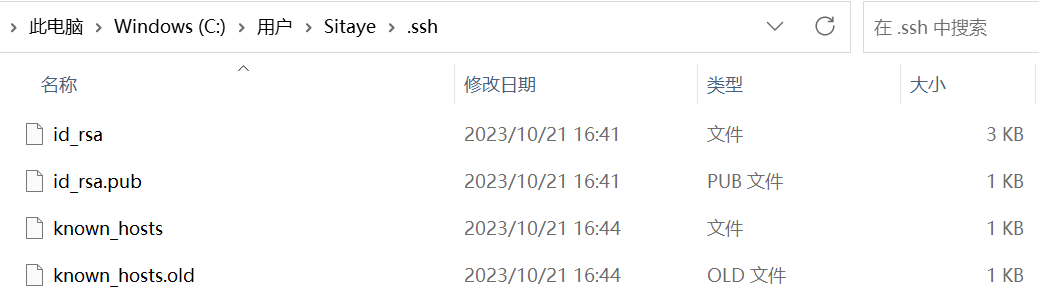 此电脑 Windows (C:) 用户 Sitaye .ssh 在 .ssh 中搜索
名称 修改日期 类型 大小
id_rsa 2023/10/21 16:41 文件 3 KB
id_rsa.pub 2023/10/21 16:41 PUB 文件 1 KB
known_hosts 2023/10/21 16:44 文件 1 KB
known_hosts.old 2023/10/21 16:44 OLD 文件 1 KB